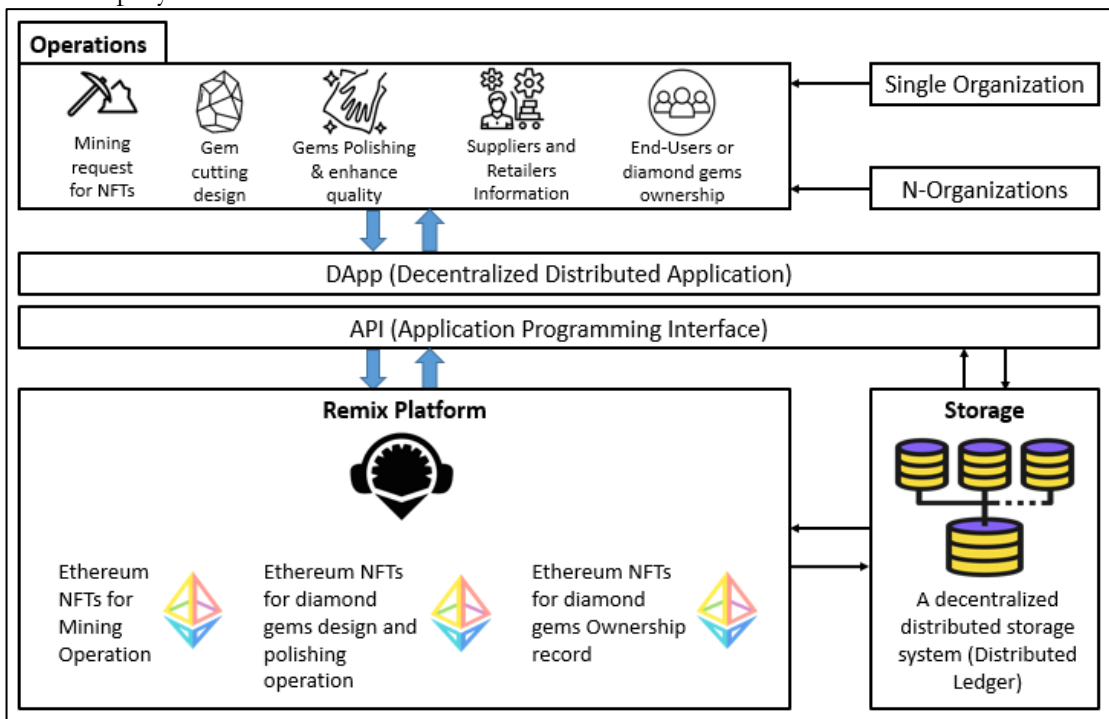 Operations
Single Organization
N-Organizations
Mining
request
for NFTs
Gem
cutting
design
Gems Polishing
& enhance
quality
Suppliers and
Retailers
Information
End-Users or
diamond gems
ownership
DApp (Decentralized Distributed Application)
API (Application Programming Interface)
Remix Platform
Ethereum
NFTs for
Mining
Operation
Ethereum NFTs
for diamond
gems design and
polishing
operation
Ethereum NFTs
for diamond
gems Ownership
record
Storage
A decentralized
distributed storage
system (Distributed
Ledger)